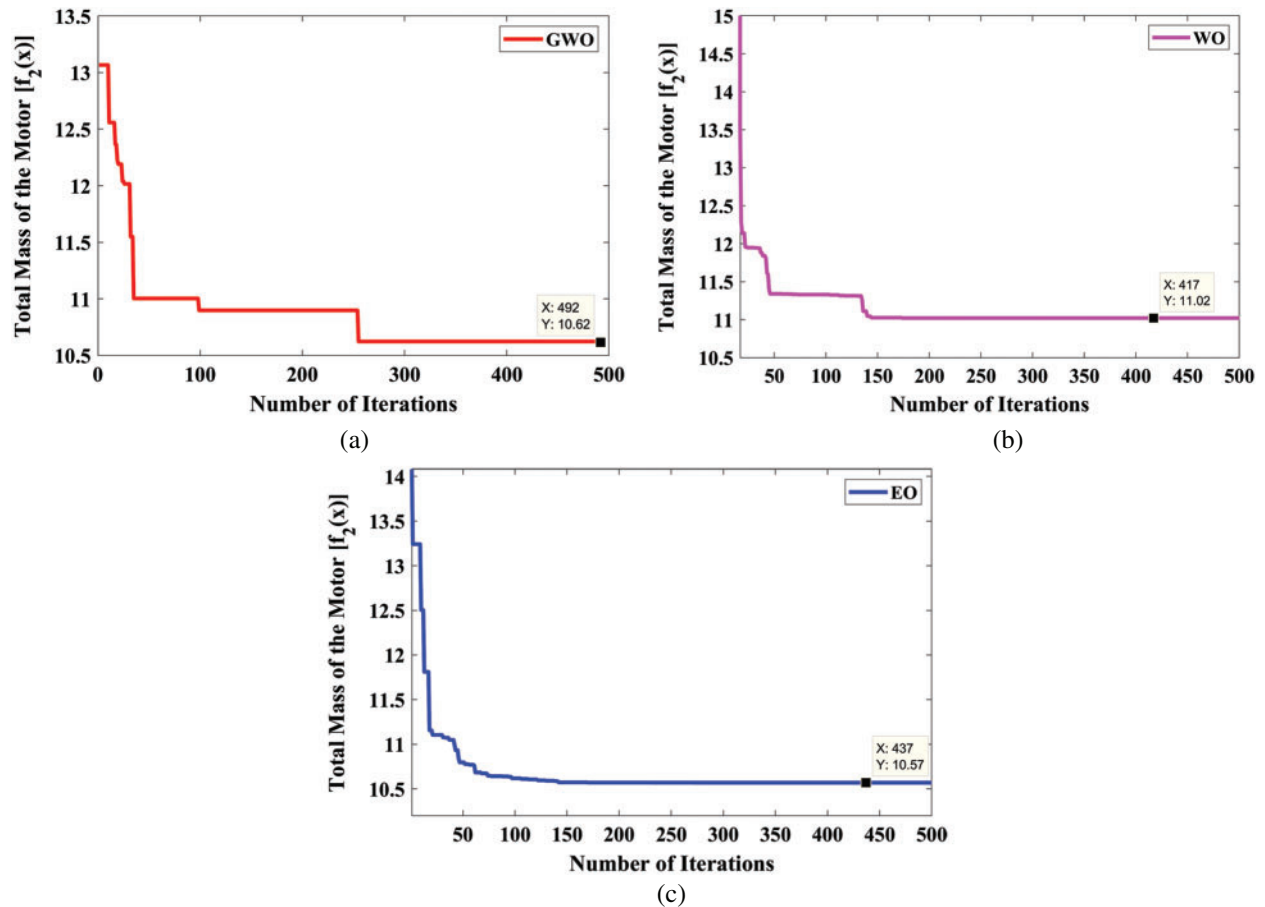 13.5
13
12.5
12
11.5
11
10.5
Total Mass of the Motor [f_2(x)]
GWO
X: 492
Y: 10.62
0
100
200
300
400
500
Number of Iterations
(a)
15
14.5
14
13.5
13
12.5
12
11.5
11
10.5
Total Mass of the Motor [f_2(x)]
WO
X: 417
Y: 11.02
50
100
150
200
250
300
350
400
450
500
Number of Iterations
(b)
14
13.5
13
12.5
12
11.5
11
10.5
Total Mass of the Motor [f_2(x)]
EO
X: 437
Y: 10.57
50
100
150
200
250
300
350
400
450
500
Number of Iterations
(c)